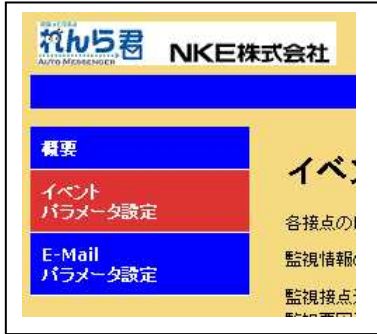 れんら君
AUTO MESSENGER
NKE株式会社
概要
イベント
パラメータ設定
E-Mail
パラメータ設定
イベン
各接点の
監視情報
監視接点